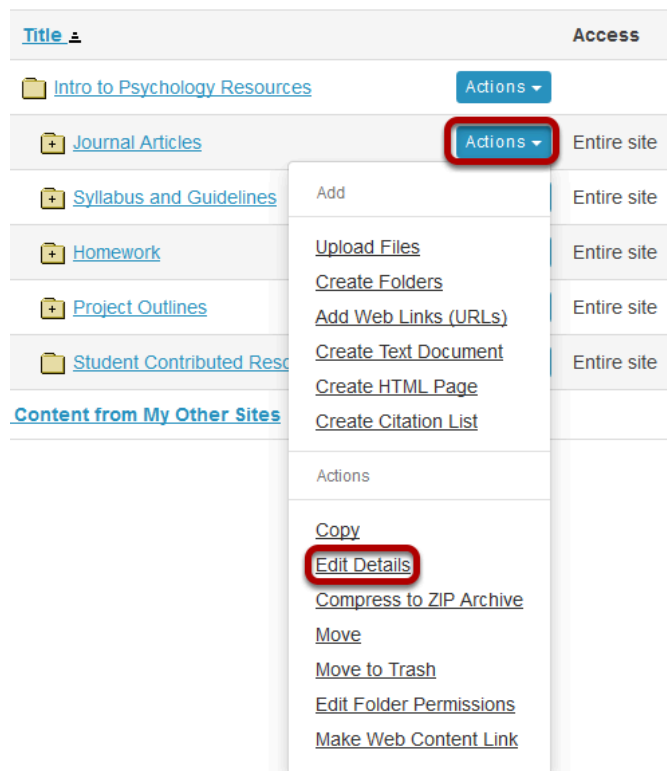 Title Access
Intro to Psychology Resources Actions
Journal Articles Actions Entire site
Syllabus and Guidelines Entire site
Homework Entire site
Project Outlines Entire site
Student Contributed Reso Entire site
Content from My Other Sites
Add
Upload Files
Create Folders
Add Web Links (URLs)
Create Text Document
Create HTML Page
Create Citation List
Actions
Copy
Edit Details
Compress to ZIP Archive
Move
Move to Trash
Edit Folder Permissions
Make Web Content Link